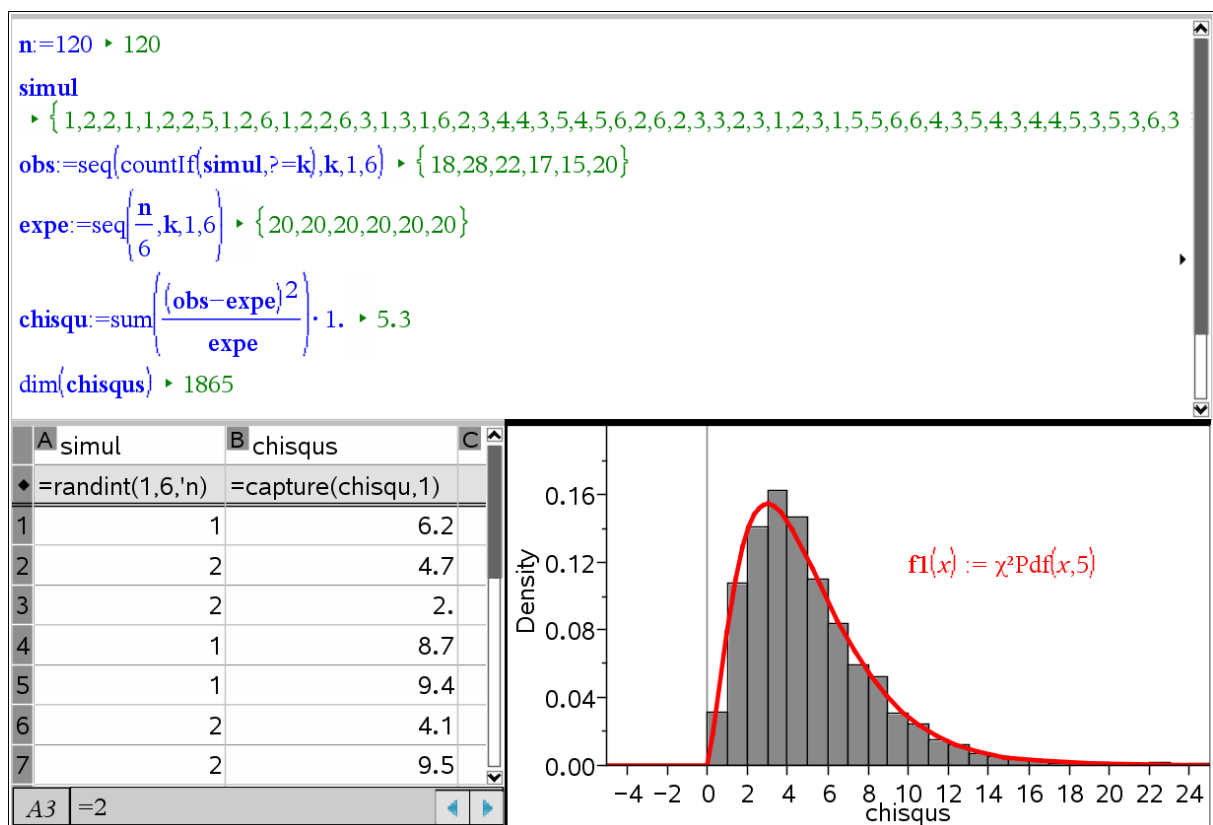 n:=120 ▸ 120
simul
▸ {1,2,2,1,1,2,2,5,1,2,6,1,2,2,6,3,1,3,1,6,2,3,4,4,3,5,4,5,6,2,6,2,3,3,2,3,1,2,3,1,5,5,6,6,4,3,5,4,3,4,4,5,3,5,3,6,3
obs:=seq(countIf(simul,?=k),k,1,6) ▸ {18,28,22,17,15,20}
expe:=seq(n/6,k,1,6) ▸ {20,20,20,20,20,20}
chisqu:=sum((obs−expe)²/expe)· 1. ▸ 5.3
dim(chisqus) ▸ 1865
A simul B chisqus C
◆ =randint(1,6,'n) =capture(chisqu,1)
1 1 6.2
2 2 4.7
3 2 2.
4 1 8.7
5 1 9.4
6 2 4.1
7 2 9.5
A3 =2
0.16
0.12
0.08
0.04
0.00
Density
f1(x) := χ²Pdf(x,5)
−4 −2 0 2 4 6 8 10 12 14 16 18 20 22 24
chisqus